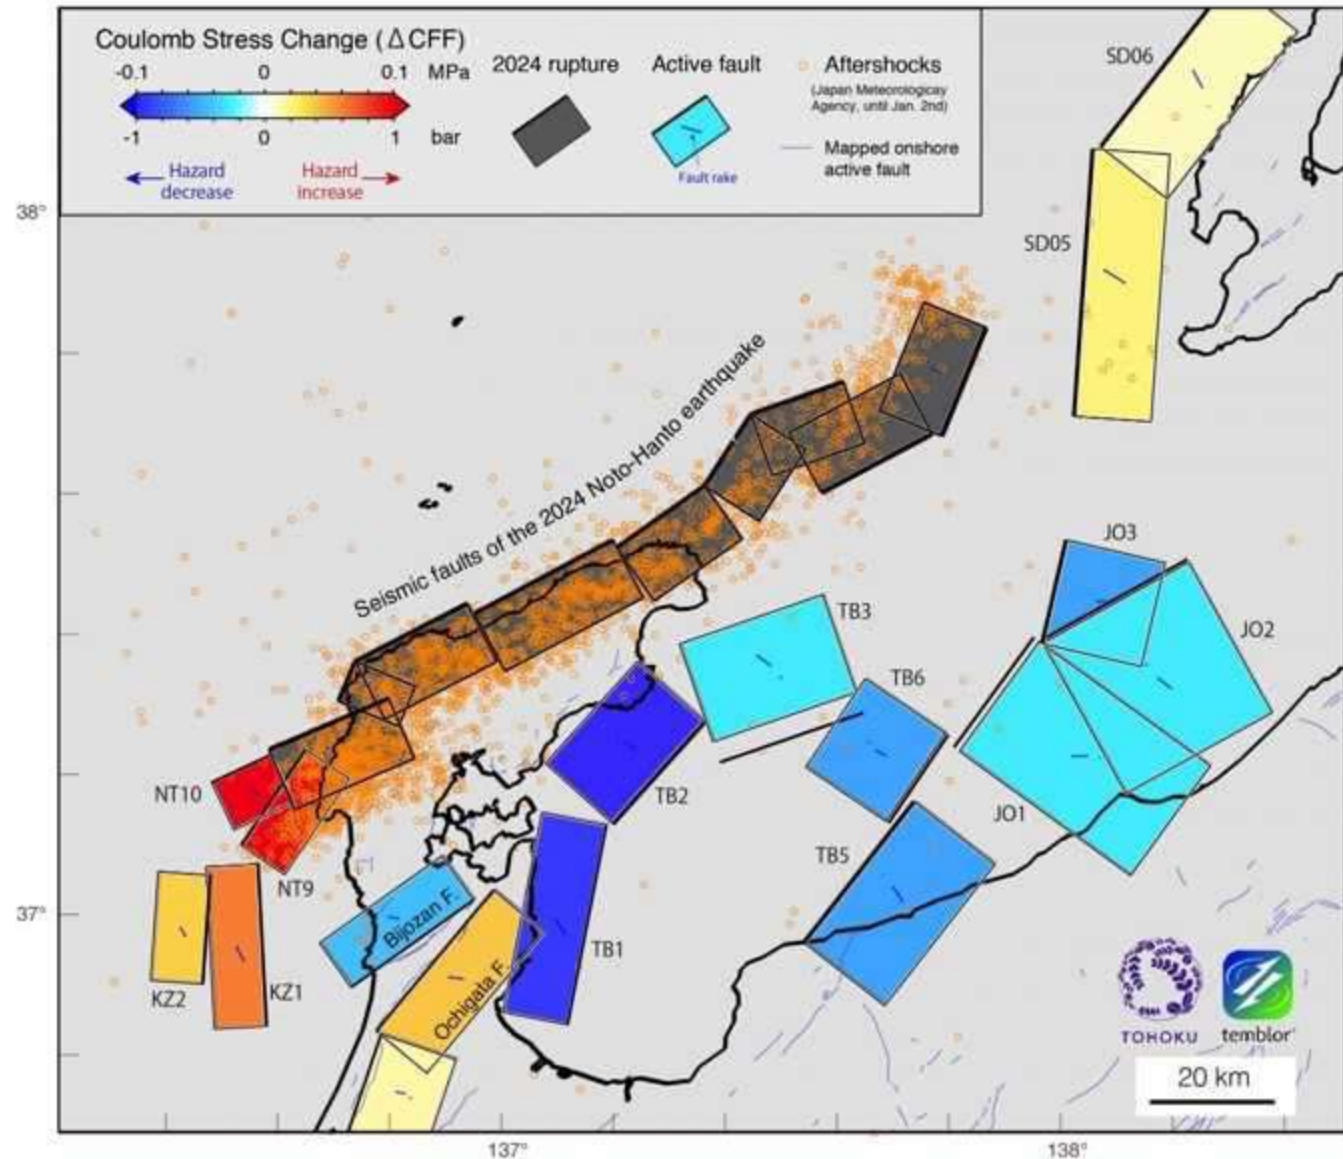 Coulomb Stress Change (ΔCFF)
-0.1 0 0.1 MPa
-1 0 1 bar
Hazard decrease
Hazard increase
2024 rupture
Active fault
Fault rake
Aftershocks
(Japan Meteorologicay
Agency, until Jan. 2nd)
Mapped onshore
active fault
SD06
38°
SD05
Seismic faults of the 2024 Noto-Hanto earthquake
JO3
TB3
JO2
TB6
NT10
TB2
JO1
TB5
NT9
37°
Bijozan F.
TB1
KZ2
KZ1
Ochigata F.
TOHOKU
temblor
20 km
137°
138°